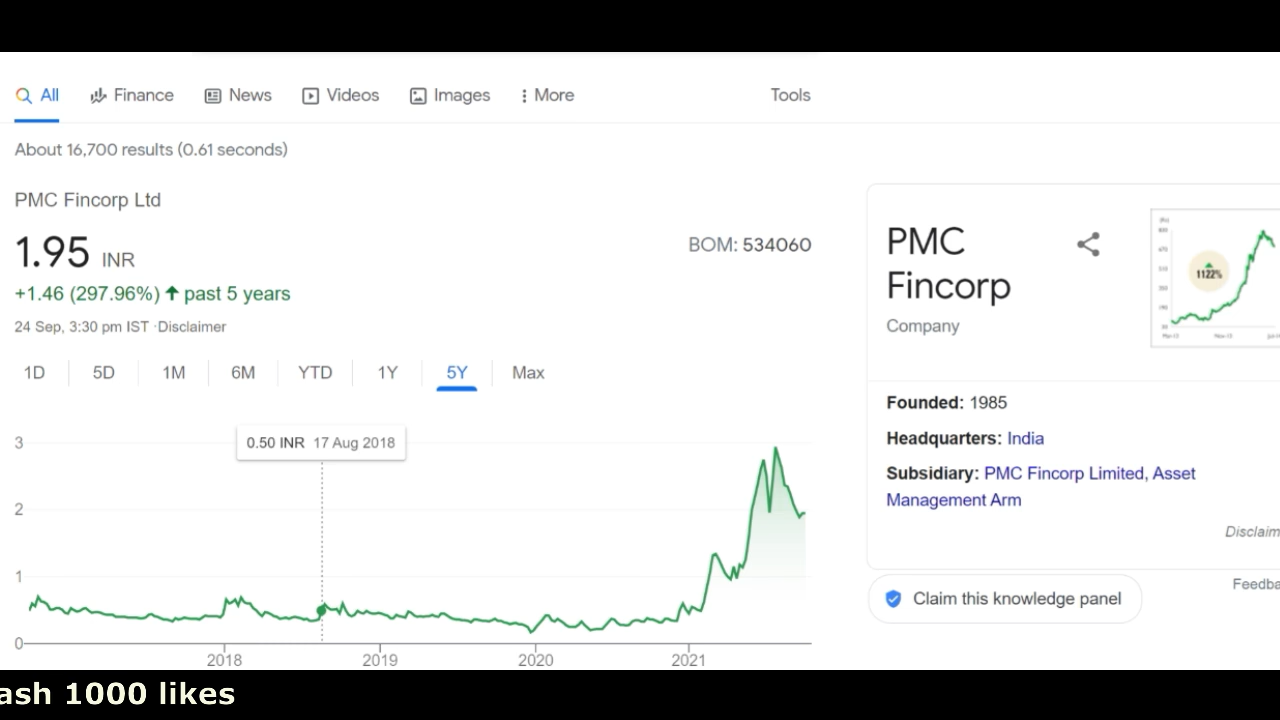 All Finance News Videos Images More Tools
About 16,700 results (0.61 seconds)
PMC Fincorp Ltd
1.95 INR
BOM: 534060
+1.46 (297.96%) past 5 years
24 Sep, 3:30 pm IST · Disclaimer
1D 5D 1M 6M YTD 1Y 5Y Max
0.50 INR 17 Aug 2018
3
2
1
0
2018 2019 2020 2021
PMC
Fincorp
Company
1122%
Founded: 1985
Headquarters: India
Subsidiary: PMC Fincorp Limited, Asset
Management Arm
Disclaim
Feedba
Claim this knowledge panel
ash 1000 likes